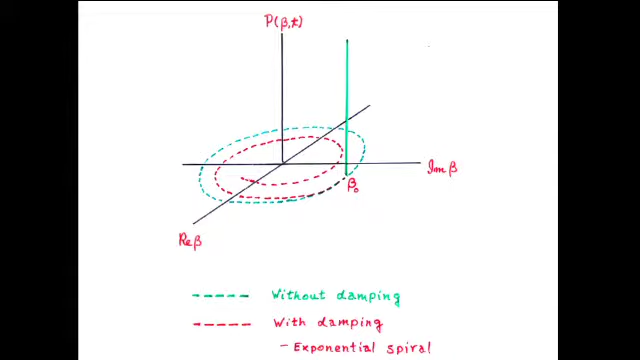 P(β,t)
Im β
β₀
Re β
Without damping
With damping
- Exponential spiral